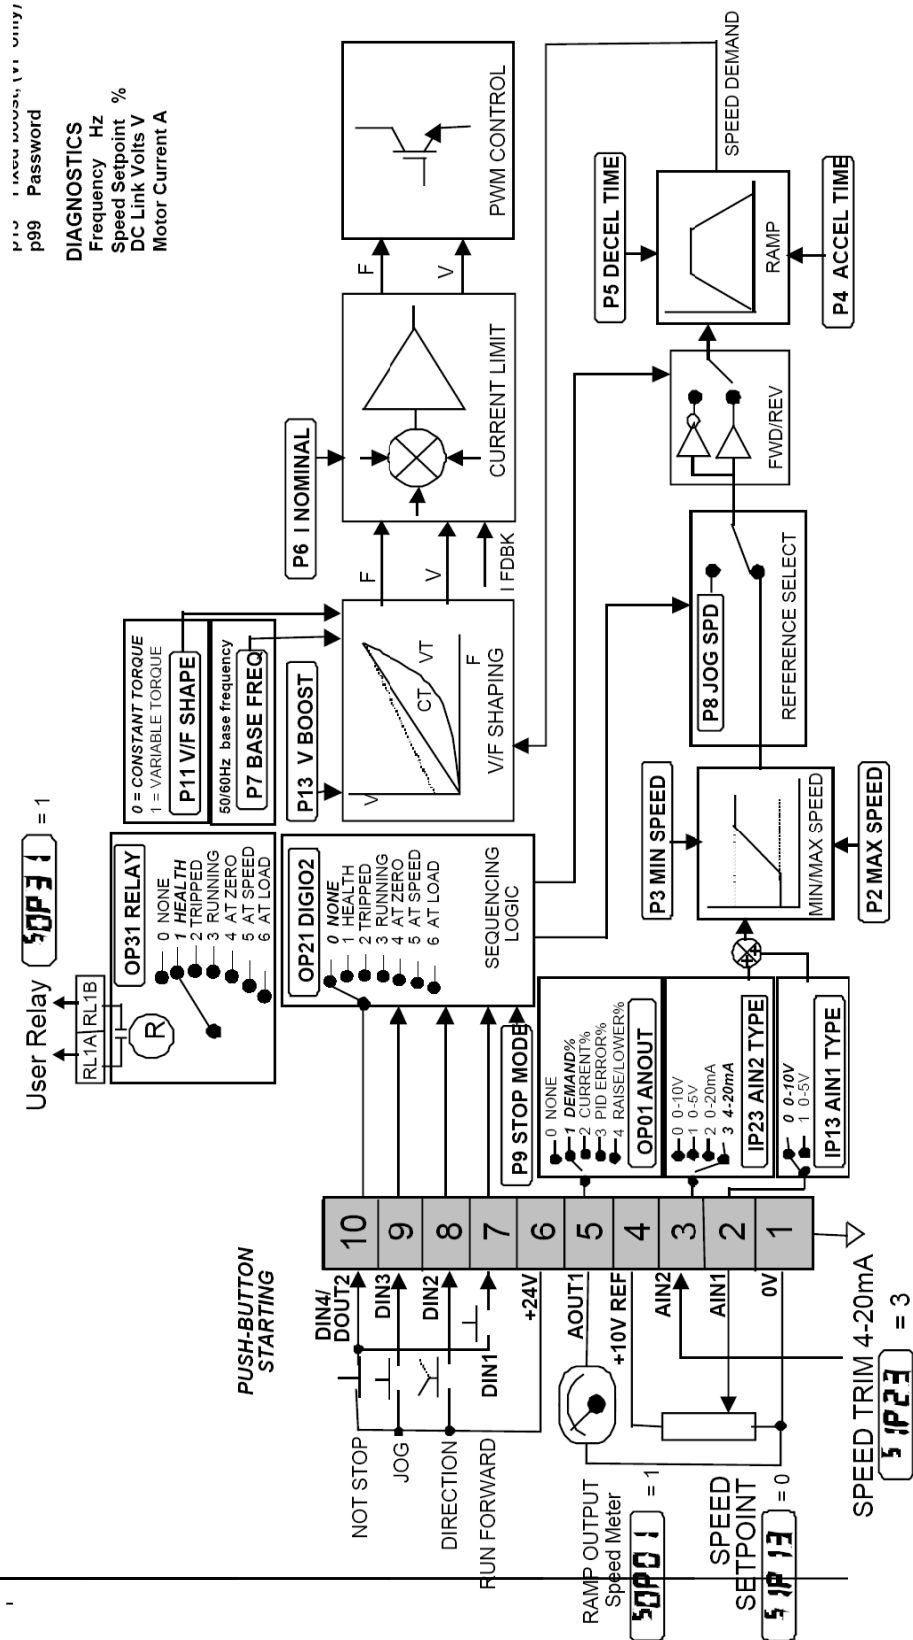 p99 Password
DIAGNOSTICS
Frequency Hz
Speed Setpoint %
DC Link Volts V
Motor Current A
User Relay 5OP31 = 1
RL1A RL1B
R
OP31 RELAY
0 NONE
1 HEALTH
2 TRIPPED
3 RUNNING
4 AT ZERO
5 AT SPEED
6 AT LOAD
0 = CONSTANT TORQUE
1 = VARIABLE TORQUE
P11 V/F SHAPE
50/60Hz base frequency
P7 BASE FREQ
P13 V BOOST
V
CT
VT
F
V/F SHAPING
F
V
I FDBK
P6 I NOMINAL
CURRENT LIMIT
F
V
PWM CONTROL
PUSH-BUTTON
STARTING
NOT STOP
JOG
DIRECTION
RUN FORWARD
DIN4/
DOUT2
DIN3
DIN2
DIN1
+24V
AOUT1
+10V REF
AIN2
AIN1
0V
10
9
8
7
6
5
4
3
2
1
OP21 DIGIO2
0 NONE
1 HEALTH
2 TRIPPED
3 RUNNING
4 AT ZERO
5 AT SPEED
6 AT LOAD
SEQUENCING
LOGIC
P9 STOP MODE
0 NONE
1 DEMAND%
2 CURRENT%
3 PID ERROR%
4 RAISE/LOWER%
OP01 ANOUT
0 0-10V
1 0-5V
2 0-20mA
3 4-20mA
IP23 AIN2 TYPE
0 0-10V
1 0-5V
IP13 AIN1 TYPE
RAMP OUTPUT
Speed Meter
5OP01 = 1
SPEED
SETPOINT
5IP13 = 0
SPEED TRIM 4-20mA
5IP23 = 3
P3 MIN SPEED
MIN/MAX SPEED
P2 MAX SPEED
P8 JOG SPD
REFERENCE SELECT
FWD/REV
P5 DECEL TIME
RAMP
P4 ACCEL TIME
SPEED DEMAND